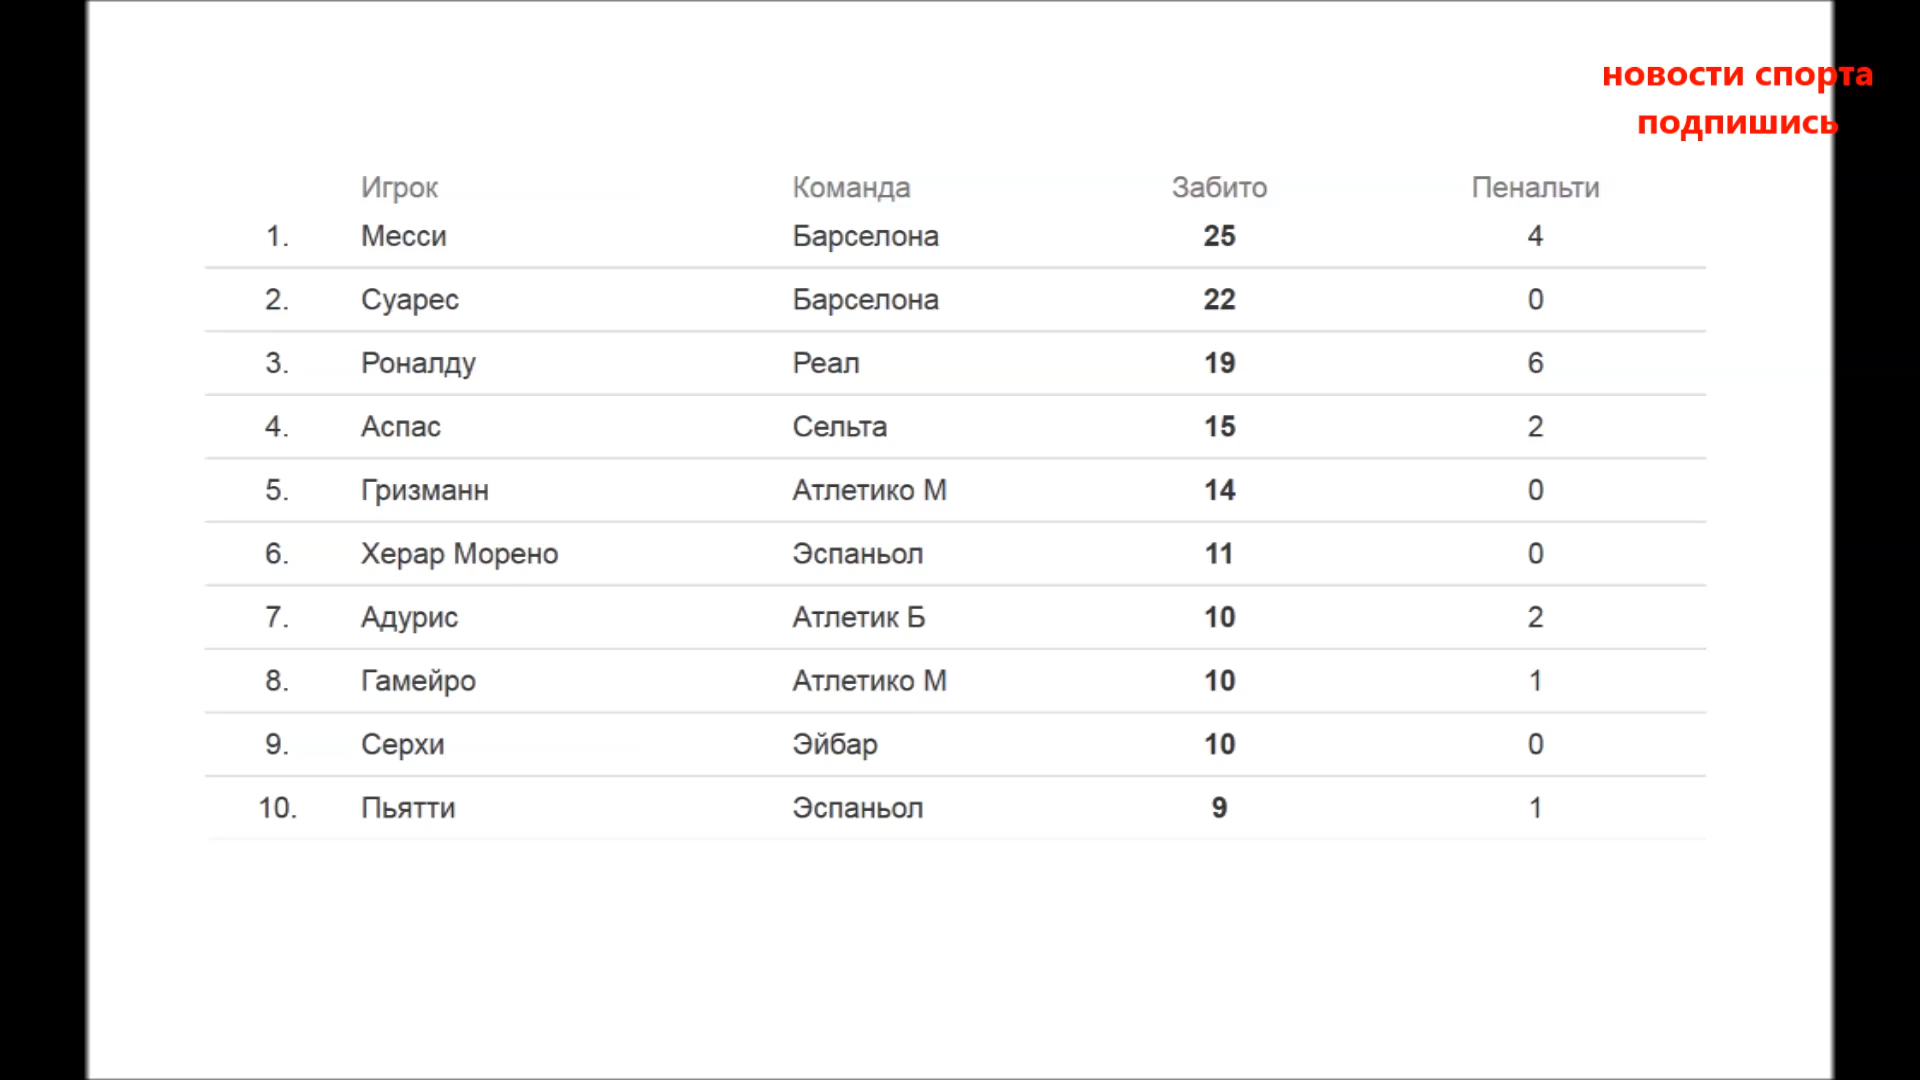 новости спорта
подпишись
Игрок Команда Забито Пенальти
1. Месси Барселона 25 4
2. Суарес Барселона 22 0
3. Роналду Реал 19 6
4. Аспас Сельта 15 2
5. Гризманн Атлетико М 14 0
6. Херар Морено Эспаньол 11 0
7. Адурис Атлетик Б 10 2
8. Гамейро Атлетико М 10 1
9. Серхи Эйбар 10 0
10. Пьятти Эспаньол 9 1